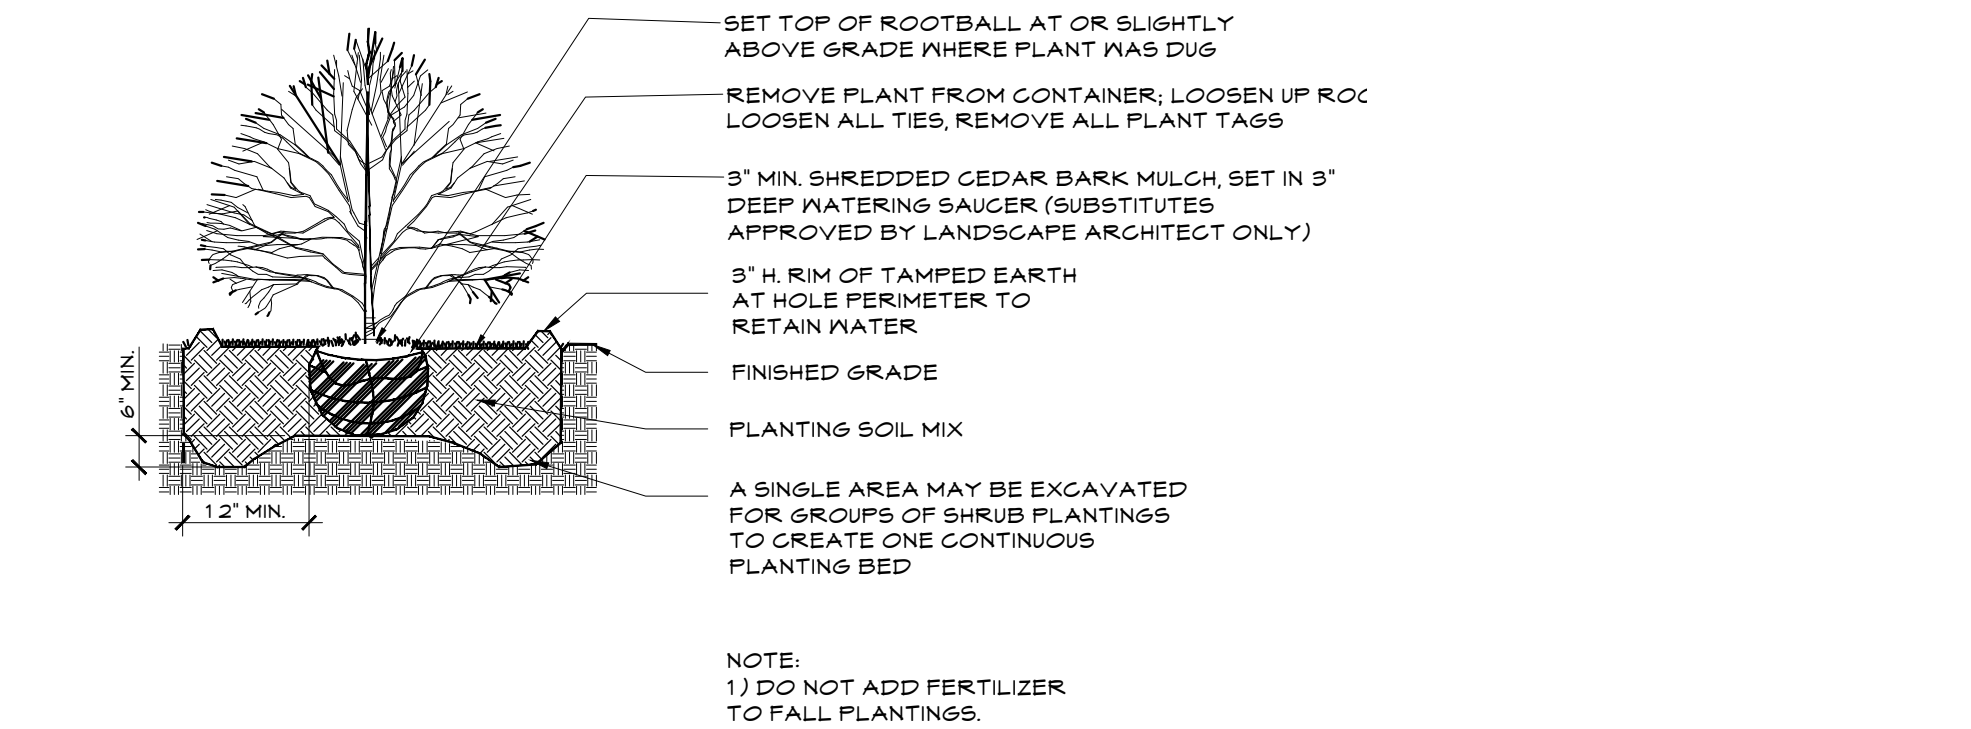 SET TOP OF ROOTBALL AT OR SLIGHTLY
ABOVE GRADE WHERE PLANT WAS DUG
REMOVE PLANT FROM CONTAINER; LOOSEN UP
LOOSEN ALL TIES, REMOVE ALL PLANT TAGS
3" MIN. SHREDDED CEDAR BARK MULCH, SET IN 3"
DEEP WATERING SAUCER (SUBSTITUTES
APPROVED BY LANDSCAPE ARCHITECT ONLY)
3" H. RIM OF TAMPED EARTH
AT HOLE PERIMETER TO
RETAIN WATER
FINISHED GRADE
6" MIN.
PLANTING SOIL MIX
A SINGLE AREA MAY BE EXCAVATED
FOR GROUPS OF SHRUB PLANTINGS
TO CREATE ONE CONTINUOUS
PLANTING BED
12" MIN.
NOTE:
1) DO NOT ADD FERTILIZER
TO FALL PLANTINGS.